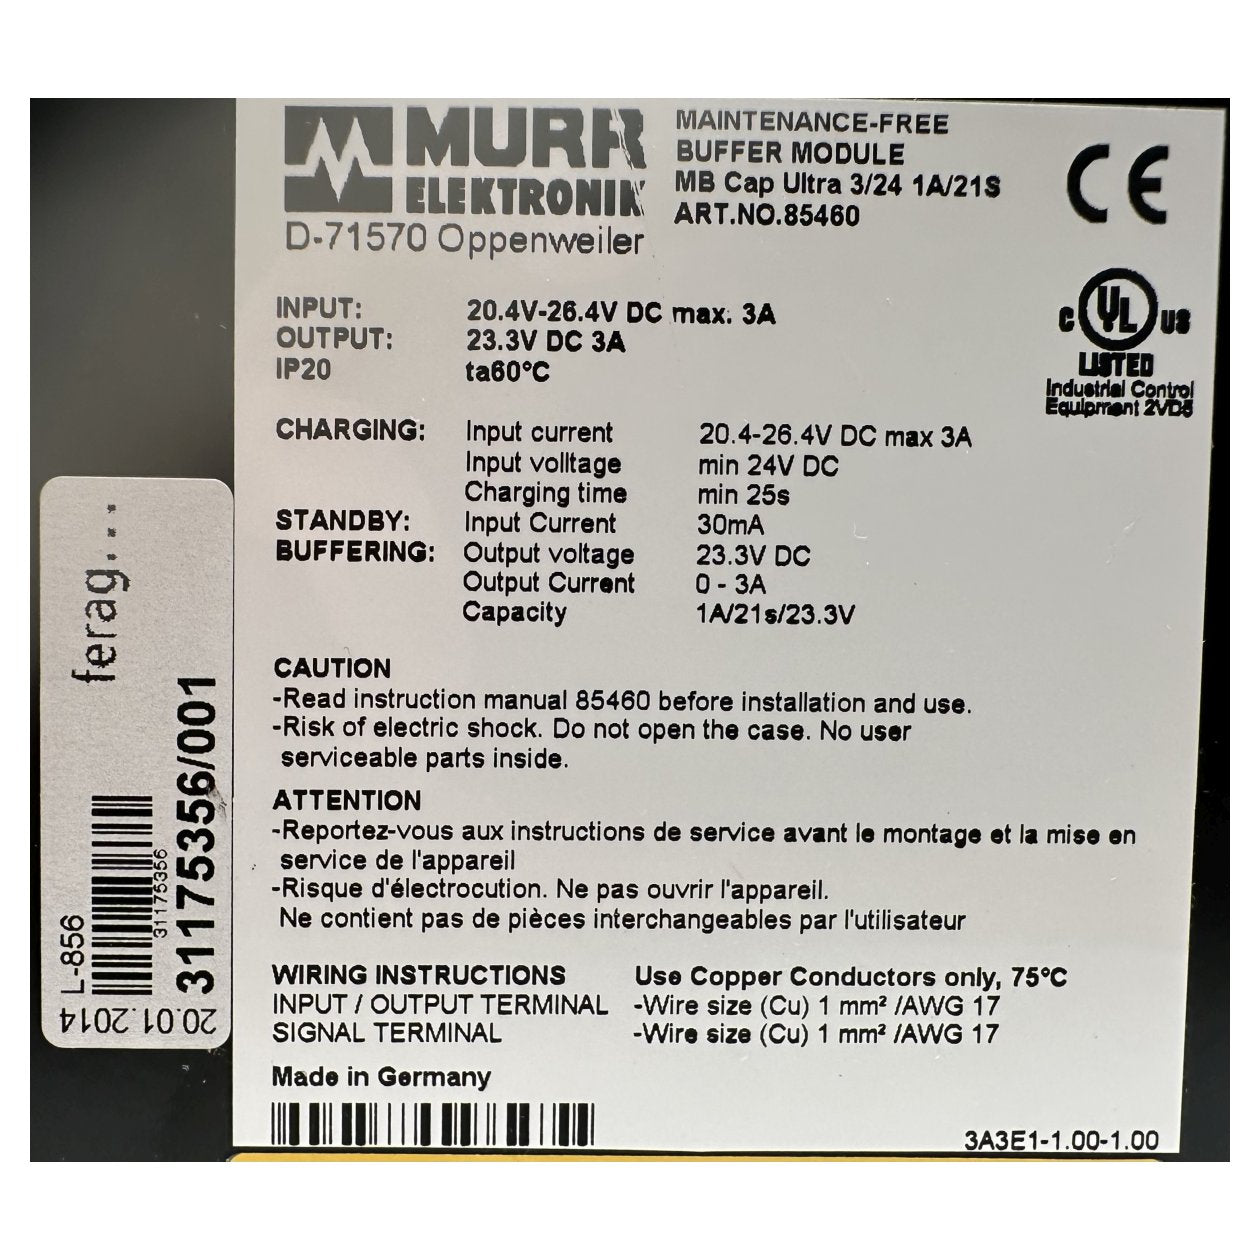 MURR
ELEKTRONIK
D-71570 Oppenweiler
MAINTENANCE-FREE
BUFFER MODULE
MB Cap Ultra 3/24 1A/21S
ART.NO.85460
CE
C UL US
LISTED
Industrial Control
Equipment 2VD5
INPUT: 20.4V-26.4V DC max. 3A
OUTPUT: 23.3V DC 3A
IP20 ta60°C
CHARGING: Input current 20.4-26.4V DC max 3A
Input volltage min 24V DC
Charging time min 25s
STANDBY: Input Current 30mA
BUFFERING: Output voltage 23.3V DC
Output Current 0 - 3A
Capacity 1A/21s/23.3V
CAUTION
-Read instruction manual 85460 before installation and use.
-Risk of electric shock. Do not open the case. No user
serviceable parts inside.
ATTENTION
-Reportez-vous aux instructions de service avant le montage et la mise en
service de l'appareil
-Risque d'électrocution. Ne pas ouvrir l'appareil.
Ne contient pas de pièces interchangeables par l'utilisateur
WIRING INSTRUCTIONS Use Copper Conductors only, 75°C
INPUT / OUTPUT TERMINAL -Wire size (Cu) 1 mm² /AWG 17
SIGNAL TERMINAL -Wire size (Cu) 1 mm² /AWG 17
Made in Germany
3A3E1-1.00-1.00
ferag...
L-856
31175356
31175356/001
20.01.2014